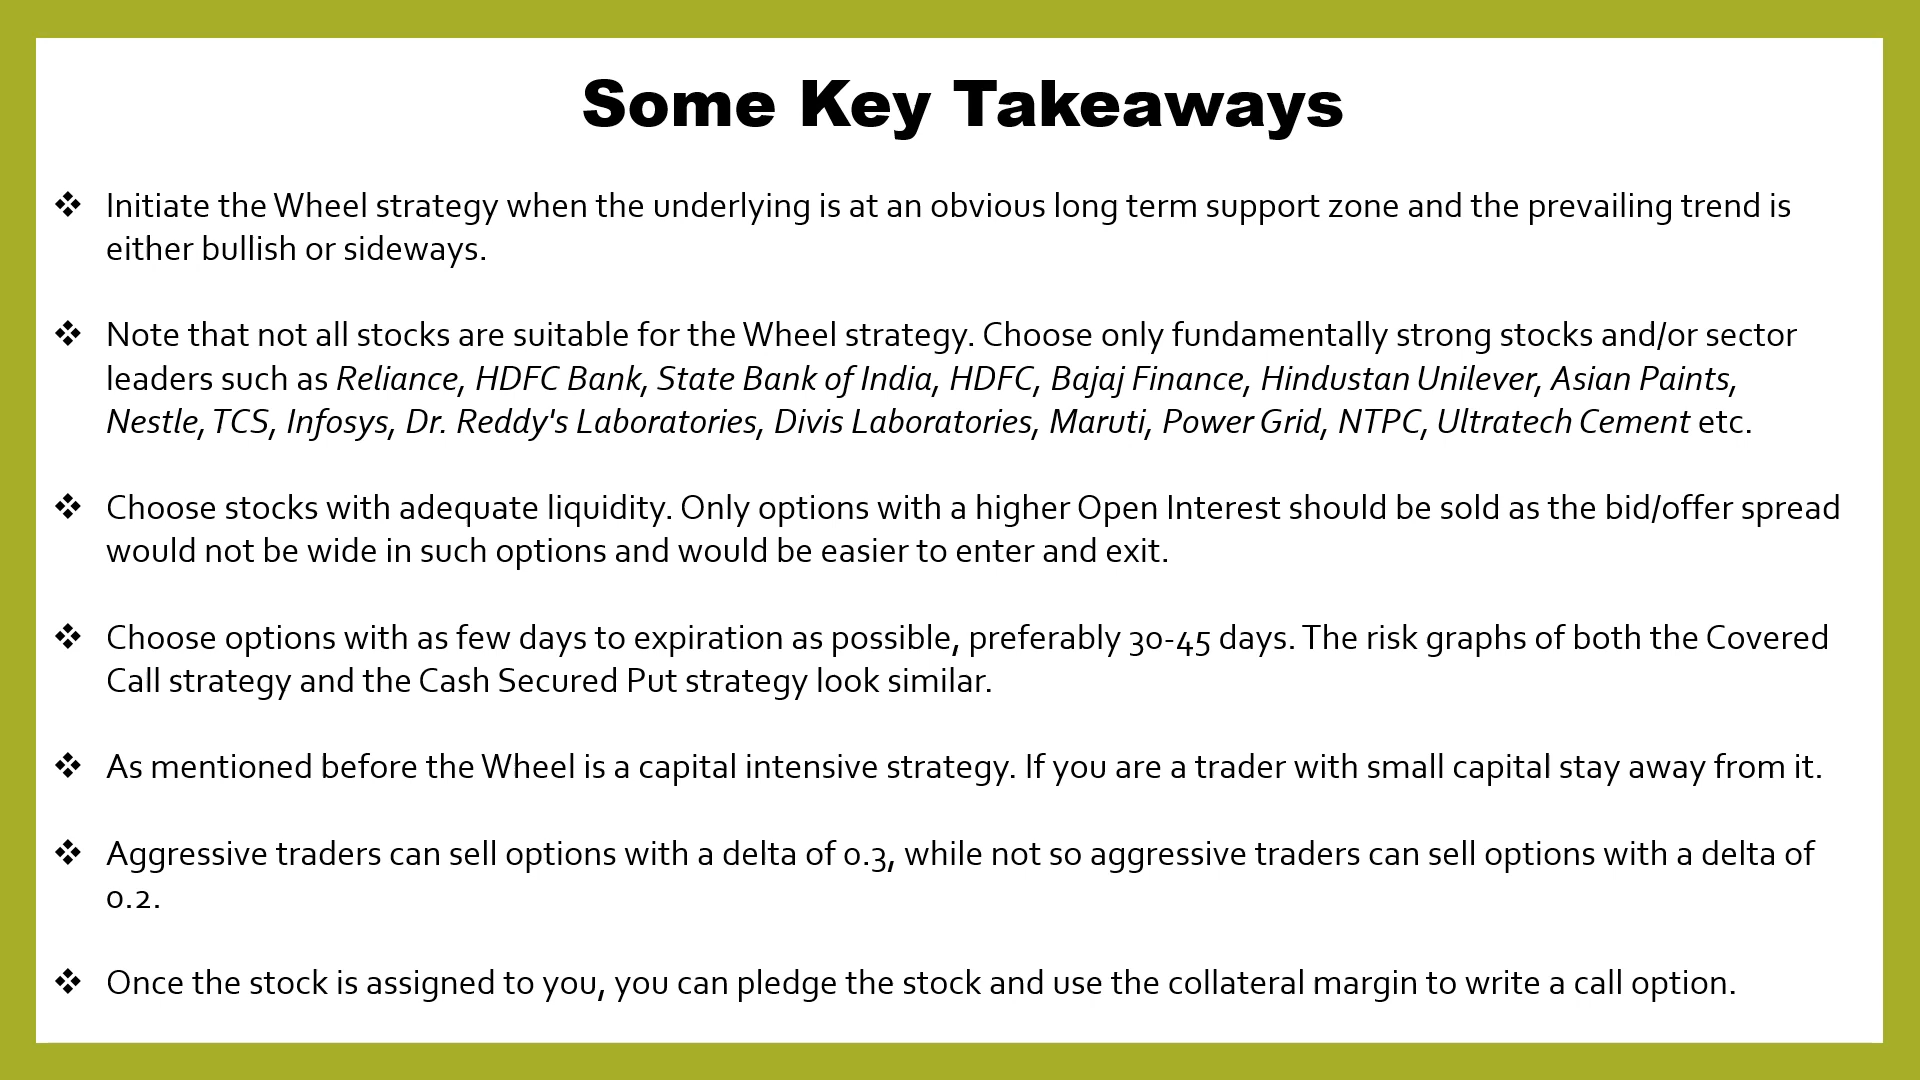 Some Key Takeaways
❖ Initiate the Wheel strategy when the underlying is at an obvious long term support zone and the prevailing trend is
either bullish or sideways.
❖ Note that not all stocks are suitable for the Wheel strategy. Choose only fundamentally strong stocks and/or sector
leaders such as Reliance, HDFC Bank, State Bank of India, HDFC, Bajaj Finance, Hindustan Unilever, Asian Paints,
Nestle, TCS, Infosys, Dr. Reddy's Laboratories, Divis Laboratories, Maruti, Power Grid, NTPC, Ultratech Cement etc.
❖ Choose stocks with adequate liquidity. Only options with a higher Open Interest should be sold as the bid/offer spread
would not be wide in such options and would be easier to enter and exit.
❖ Choose options with as few days to expiration as possible, preferably 30-45 days. The risk graphs of both the Covered
Call strategy and the Cash Secured Put strategy look similar.
❖ As mentioned before the Wheel is a capital intensive strategy. If you are a trader with small capital stay away from it.
❖ Aggressive traders can sell options with a delta of 0.3, while not so aggressive traders can sell options with a delta of
0.2.
❖ Once the stock is assigned to you, you can pledge the stock and use the collateral margin to write a call option.